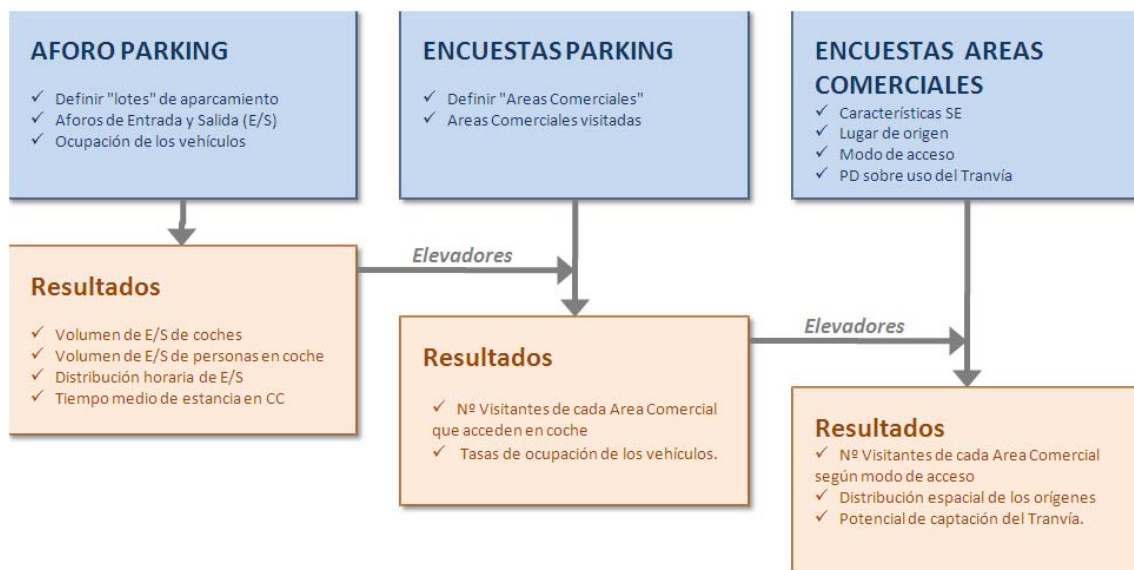 AFORO PARKING
✓ Definir "lotes" de aparcamiento
✓ Aforos de Entrada y Salida (E/S)
✓ Ocupación de los vehículos
ENCUESTAS PARKING
✓ Definir "Areas Comerciales"
✓ Areas Comerciales visitadas
ENCUESTAS AREAS
COMERCIALES
✓ Características SE
✓ Lugar de origen
✓ Modo de acceso
✓ PD sobre uso del Tranvía
Elevadores
Resultados
✓ Volumen de E/S de coches
✓ Volumen de E/S de personas en coche
✓ Distribución horaria de E/S
✓ Tiempo medio de estancia en CC
Elevadores
Resultados
✓ Nº Visitantes de cada Area Comercial
que acceden en coche
✓ Tasas de ocupación de los vehículos.
Resultados
✓ Nº Visitantes de cada Area Comercial
según modo de acceso
✓ Distribución espacial de los orígenes
✓ Potencial de captación del Tranvía.